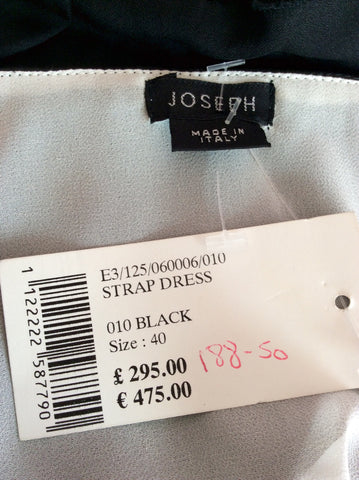 JOSEPH
MADE IN
ITALY
E3/125/060006/010
STRAP DRESS
010 BLACK
Size : 40
£ 295.00 188-50
€ 475.00
1 22222 587790